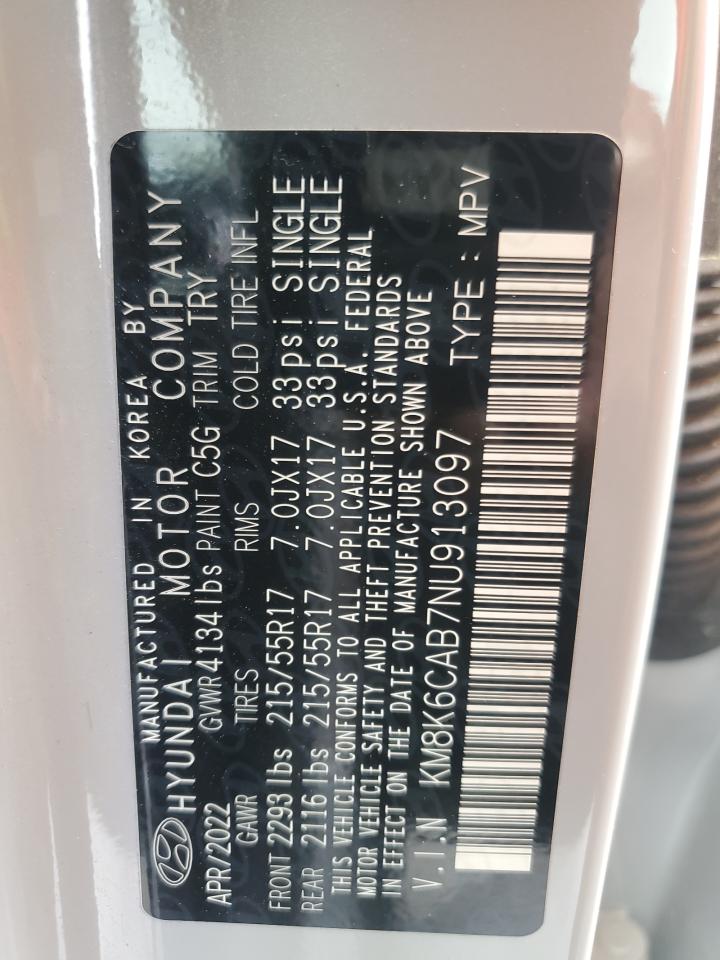 MANUFACTURED IN KOREA BY
HYUNDAI MOTOR COMPANY
APR/2022 GVWR4134lbs PAINT C5G TRIM TRY
GAWR TIRES RIMS COLD TIRE INFL
FRONT 2293 lbs 215/55R17 7.0JX17 33psi SINGLE
REAR 2116 lbs 215/55R17 7.0JX17 33psi SINGLE
THIS VEHICLE CONFORMS TO ALL APPLICABLE U.S.A. FEDERAL
MOTOR VEHICLE SAFETY AND THEFT PREVENTION STANDARDS
IN EFFECT ON THE DATE OF MANUFACTURE SHOWN ABOVE
V.I.N KM8K6CAB7NU913097 TYPE : MPV